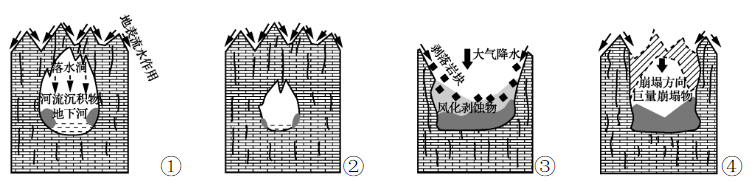 地表流水作用
落水洞
河流沉积物
地下河
①
②
剥落岩块
大气降水
风化剥蚀物
③
崩塌方向
巨量崩塌物
④